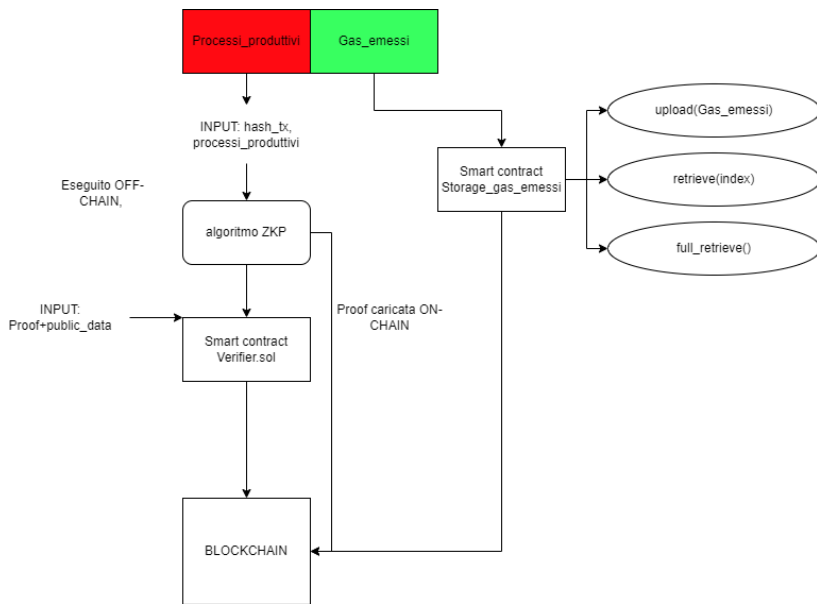 Processi_produttivi
Gas_emessi
INPUT: hash_tx,
processi_produttivi
upload(Gas_emessi)
Smart contract
Storage_gas_emessi
retrieve(index)
Eseguito OFF-
CHAIN,
algoritmo ZKP
full_retrieve()
INPUT:
Proof+public_data
Proof caricata ON-
CHAIN
Smart contract
Verifier.sol
BLOCKCHAIN